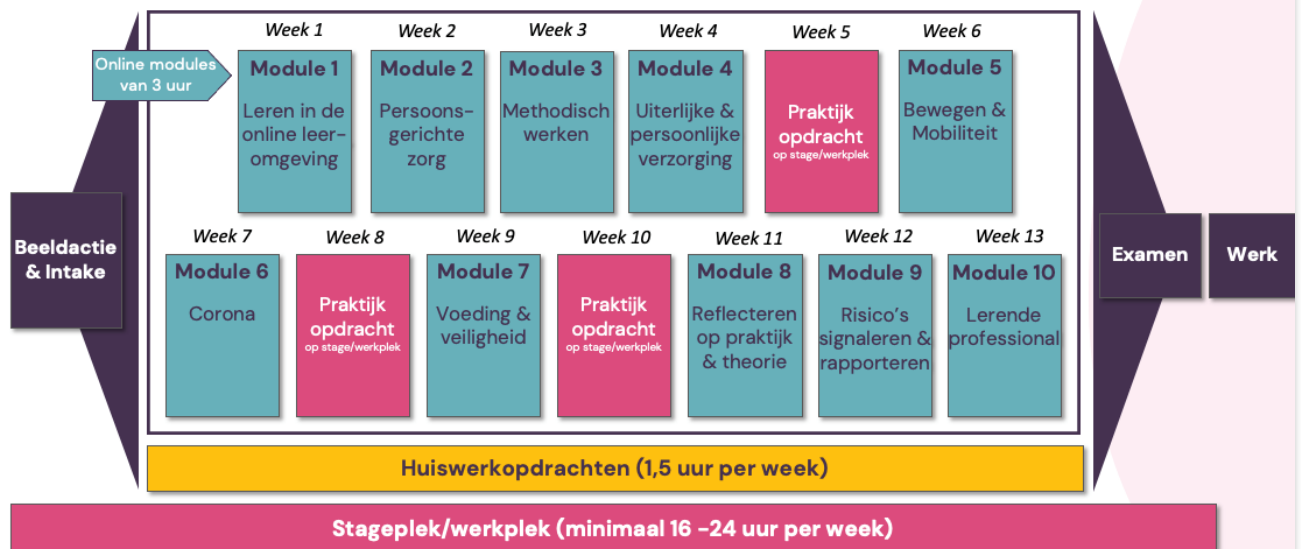 Week 1
Week 2
Week 3
Week 4
Week 5
Week 6
Online modules
van 3 uur
Module 1
Leren in de
online leer-
omgeving
Module 2
Persoons-
gerichte
zorg
Module 3
Methodisch
werken
Module 4
Uiterlijke &
persoonlijke
verzorging
Praktijk
opdracht
op stage/werkplek
Module 5
Bewegen &
Mobiliteit
Beeldactie
& Intake
Week 7
Week 8
Week 9
Week 10
Week 11
Week 12
Week 13
Module 6
Corona
Praktijk
opdracht
op stage/werkplek
Module 7
Voeding &
veiligheid
Praktijk
opdracht
op stage/werkplek
Module 8
Reflecteren
op praktijk
& theorie
Module 9
Risico's
signaleren &
rapporteren
Module 10
Lerende
professional
Examen
Werk
Huiswerkopdrachten (1,5 uur per week)
Stageplek/werkplek (minimaal 16 -24 uur per week)